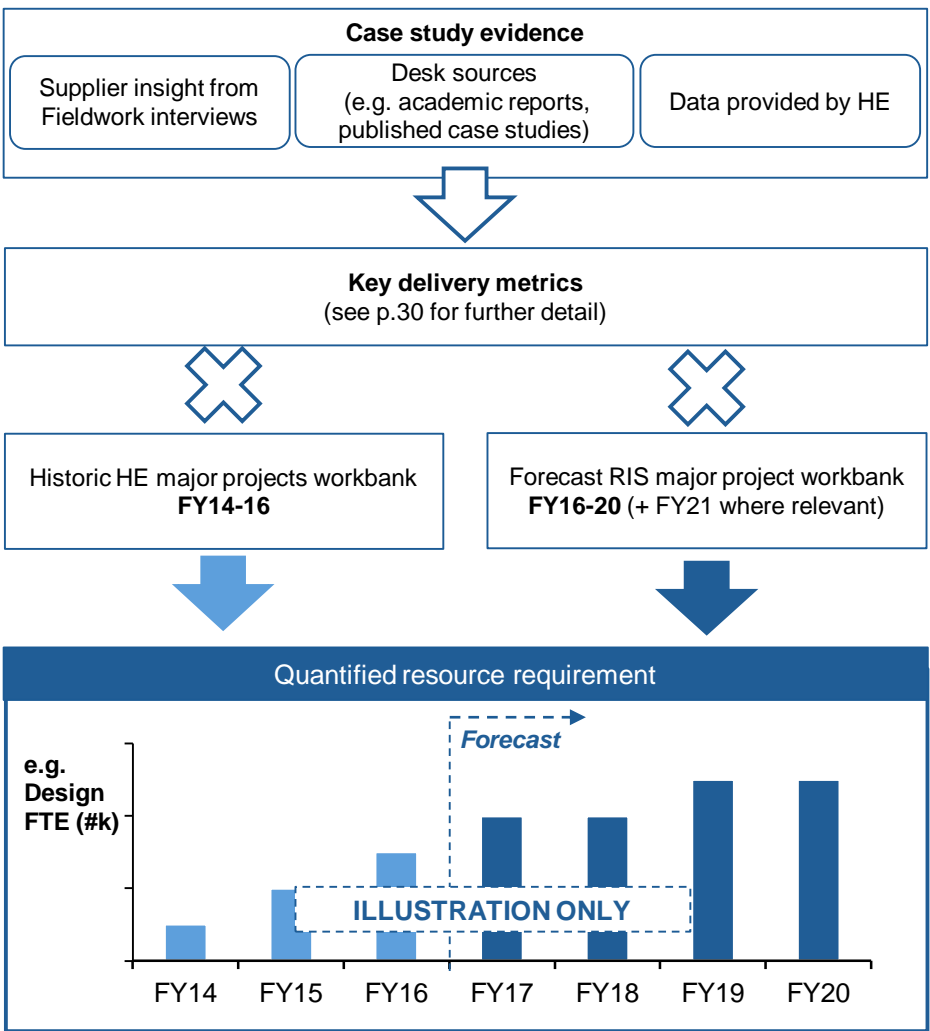 Case study evidence
Supplier insight from
Fieldwork interviews
Desk sources
(e.g. academic reports,
published case studies)
Data provided by HE
Key delivery metrics
(see p.30 for further detail)
Historic HE major projects workbank
FY14-16
Forecast RIS major project workbank
FY16-20 (+ FY21 where relevant)
Quantified resource requirement
e.g.
Design
FTE (#k)
Forecast
ILLUSTRATION ONLY
FY14 FY15 FY16 FY17 FY18 FY19 FY20